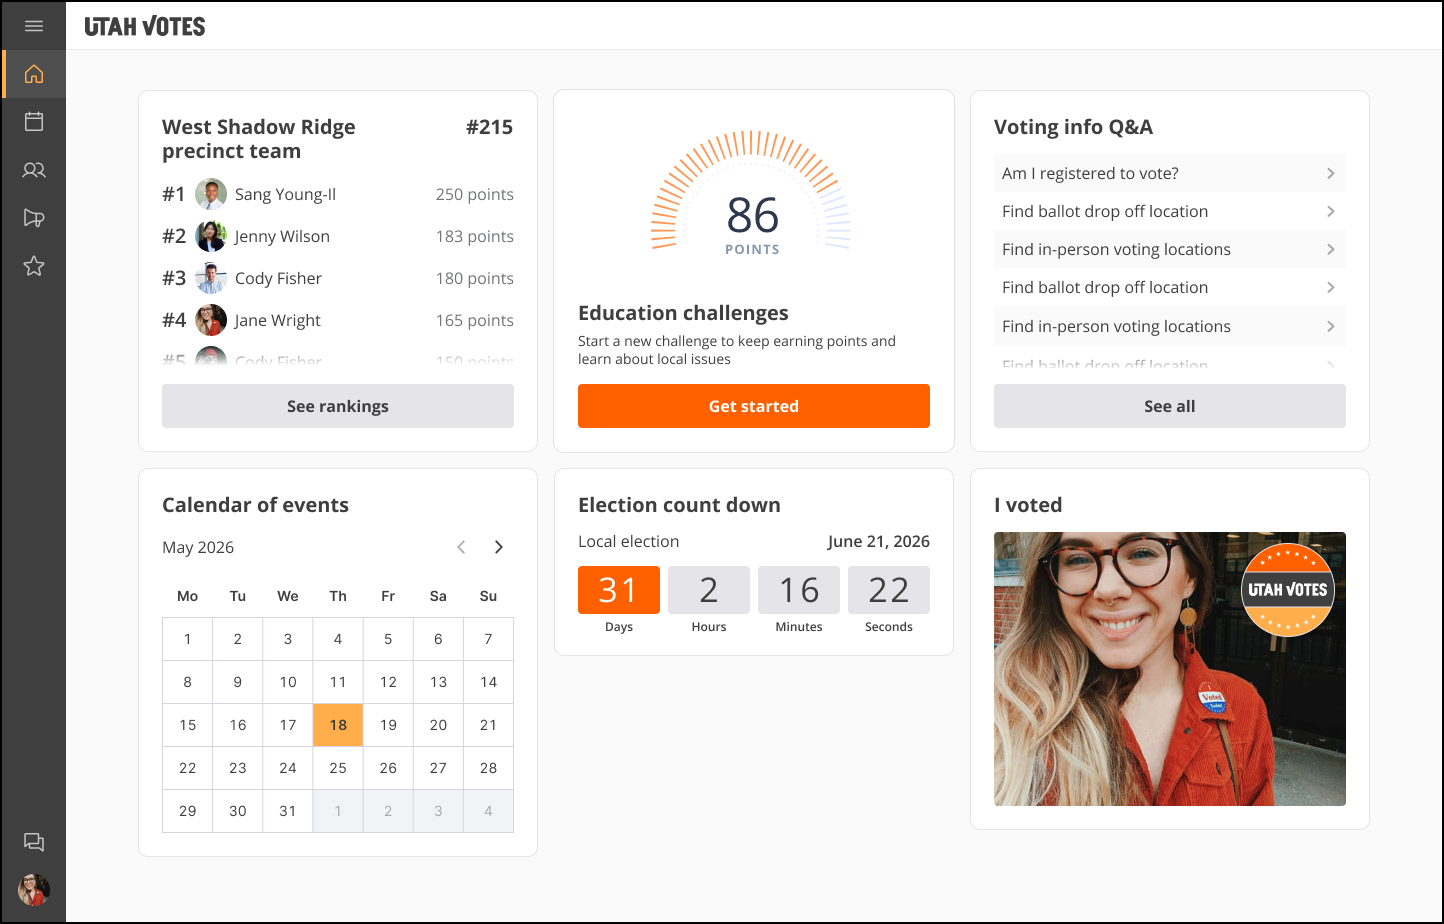 UTAH VOTES
West Shadow Ridge
precinct team
#215
#1 Sang Young-Il 250 points
#2 Jenny Wilson 183 points
#3 Cody Fisher 180 points
#4 Jane Wright 165 points
#5 Cody Fisher 150 points
See rankings
86
POINTS
Education challenges
Start a new challenge to keep earning points and
learn about local issues
Get started
Voting info Q&A
Am I registered to vote?
Find ballot drop off location
Find in-person voting locations
Find ballot drop off location
Find in-person voting locations
Find ballot drop off location
See all
Calendar of events
May 2026
Mo Tu We Th Fr Sa Su
1 2 3 4 5 6 7
8 9 10 11 12 13 14
15 16 17 18 19 20 21
22 23 24 25 26 27 28
29 30 31 1 2 3 4
Election count down
Local election June 21, 2026
31 2 16 22
Days Hours Minutes Seconds
I voted
UTAH VOTES
I
Voted
Today!